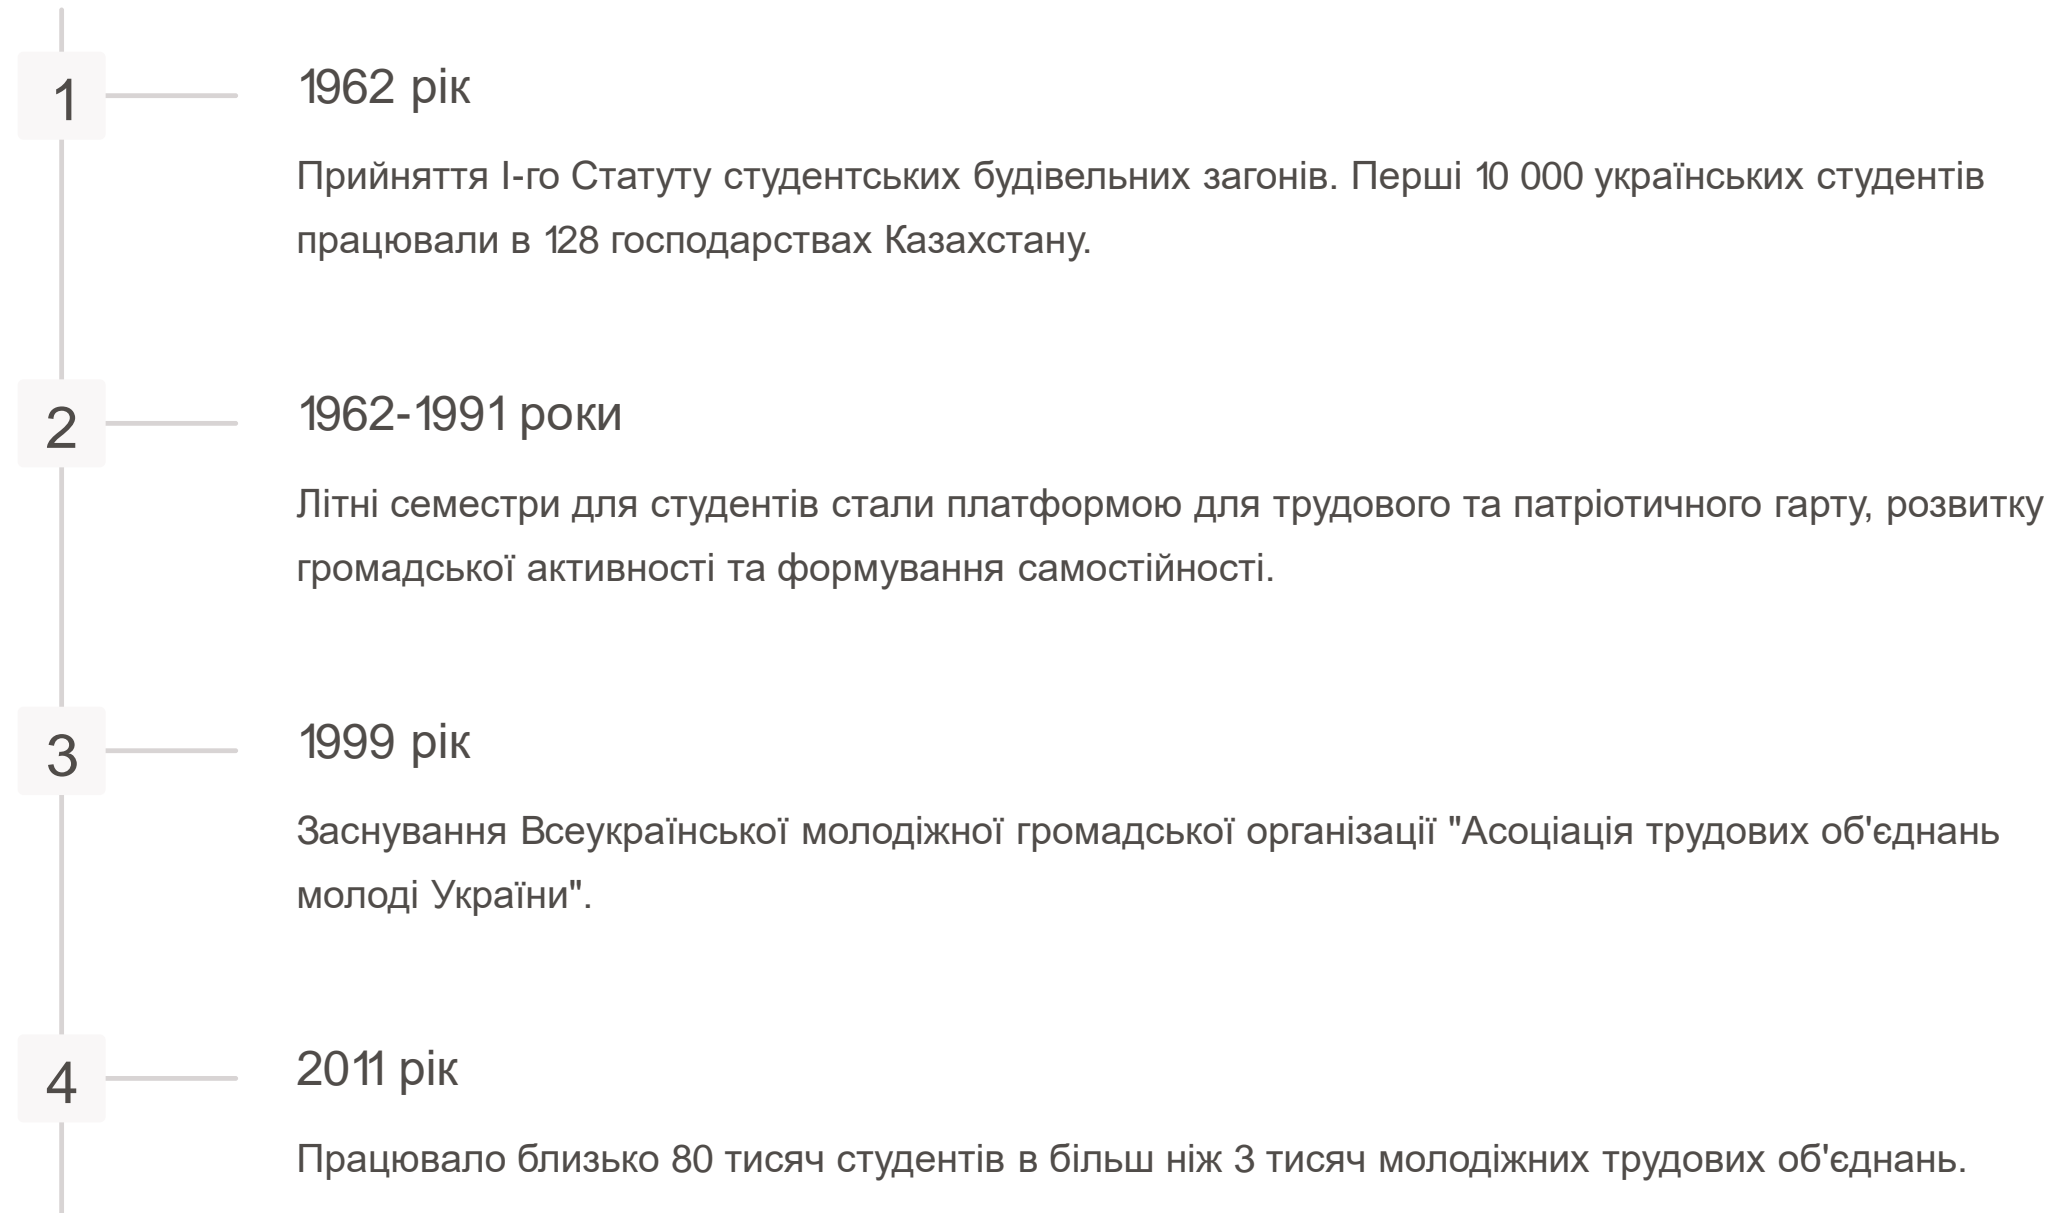 1
1962 рік
Прийняття І-го Статуту студентських будівельних загонів. Перші 10 000 українських студентів
працювали в 128 господарствах Казахстану.
2
1962-1991 роки
Літні семестри для студентів стали платформою для трудового та патріотичного гарту, розвитку
громадської активності та формування самостійності.
3
1999 рік
Заснування Всеукраїнської молодіжної громадської організації "Асоціація трудових об'єднань
молоді України".
4
2011 рік
Працювало близько 80 тисяч студентів в більш ніж 3 тисяч молодіжних трудових об'єднань.